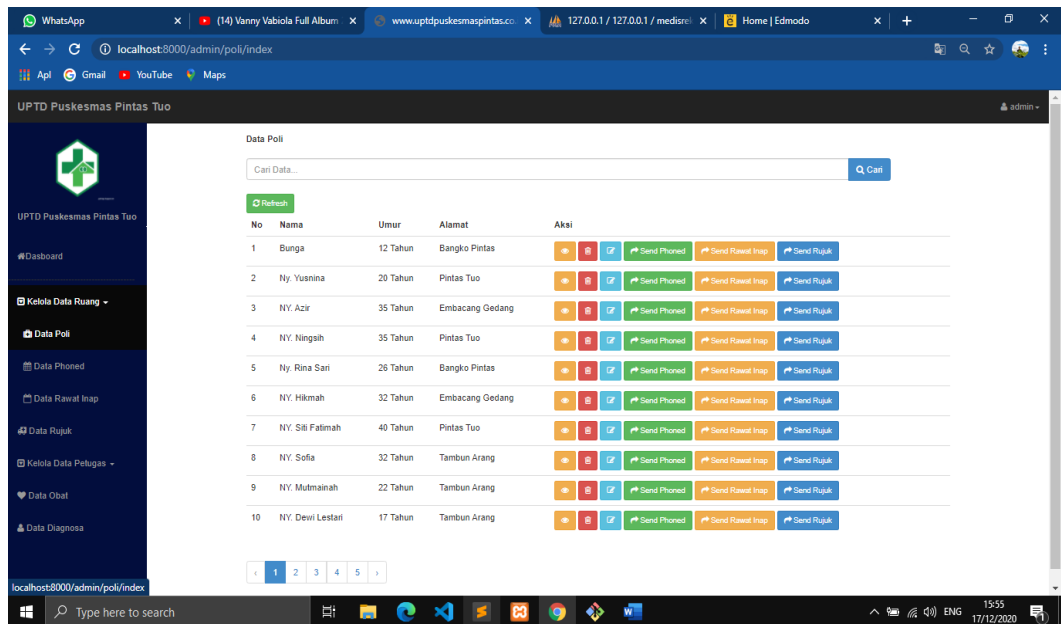 WhatsApp
(14) Vanny Vabiola Full Album
www.uptdpuskesmaspintas.co.
127.0.0.1 / 127.0.0.1 / medisrek
Home | Edmodo
localhost:8000/admin/poli/index
Apl Gmail YouTube Maps
UPTD Puskesmas Pintas Tuo
admin
UPTD Puskesmas Pintas Tuo
Dasboard
Kelola Data Ruang
Data Poli
Data Phoned
Data Rawat Inap
Data Rujuk
Kelola Data Petugas
Data Obat
Data Diagnosa
Data Poli
Cari Data... Cari
Refresh
No Nama Umur Alamat Aksi
1 Bunga 12 Tahun Bangko Pintas Send Phoned Send Rawat Inap Send Rujuk
2 Ny. Yusnina 20 Tahun Pintas Tuo Send Phoned Send Rawat Inap Send Rujuk
3 NY. Azir 35 Tahun Embacang Gedang Send Phoned Send Rawat Inap Send Rujuk
4 NY. Ningsih 35 Tahun Pintas Tuo Send Phoned Send Rawat Inap Send Rujuk
5 Ny. Rina Sari 26 Tahun Bangko Pintas Send Phoned Send Rawat Inap Send Rujuk
6 NY. Hikmah 32 Tahun Embacang Gedang Send Phoned Send Rawat Inap Send Rujuk
7 NY. Siti Fatimah 40 Tahun Pintas Tuo Send Phoned Send Rawat Inap Send Rujuk
8 NY. Sofia 32 Tahun Tambun Arang Send Phoned Send Rawat Inap Send Rujuk
9 NY. Mutmainah 22 Tahun Tambun Arang Send Phoned Send Rawat Inap Send Rujuk
10 NY. Dewi Lestari 17 Tahun Tambun Arang Send Phoned Send Rawat Inap Send Rujuk
‹ 1 2 3 4 5 ›
localhost:8000/admin/poli/index
Type here to search
ENG
15:55
17/12/2020